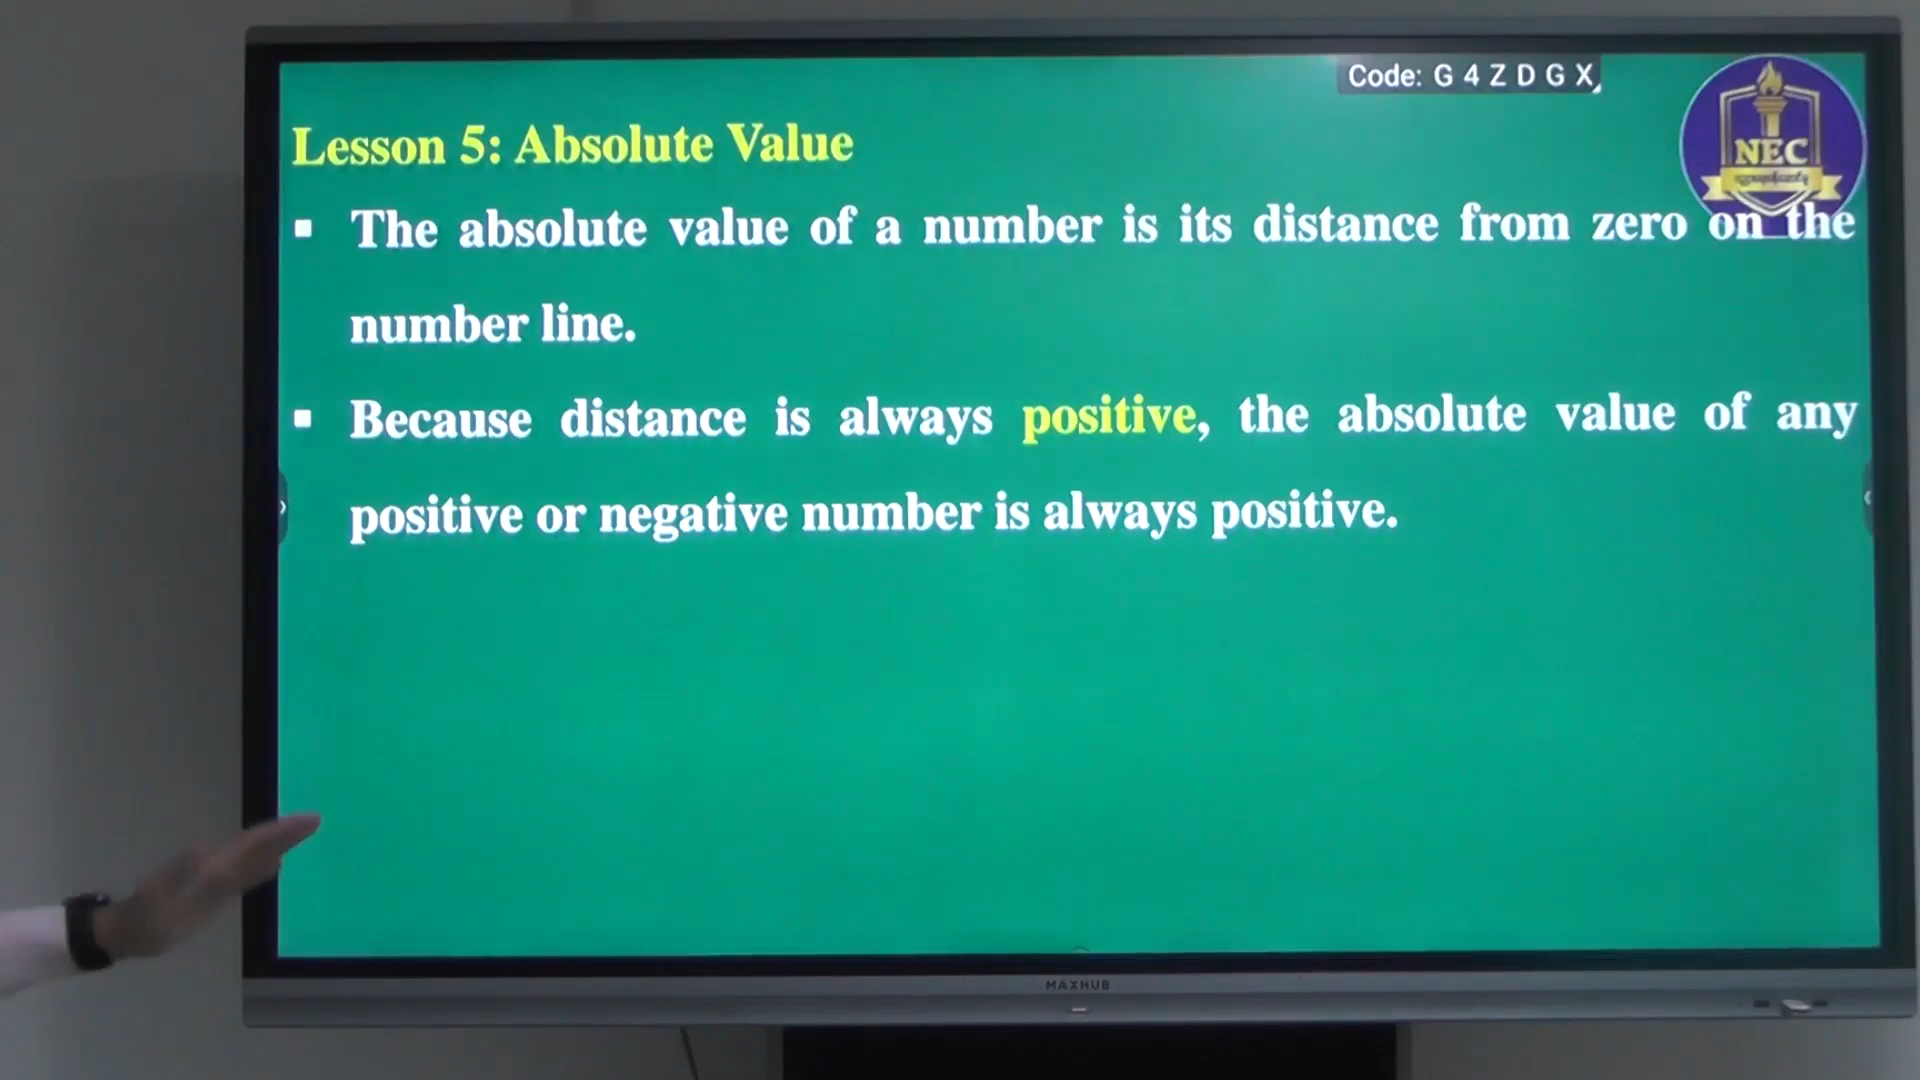 Code: G 4 Z D G X
Lesson 5: Absolute Value
NEC
▪ The absolute value of a number is its distance from zero on the
number line.
▪ Because distance is always positive, the absolute value of any
positive or negative number is always positive.
MAXHUB